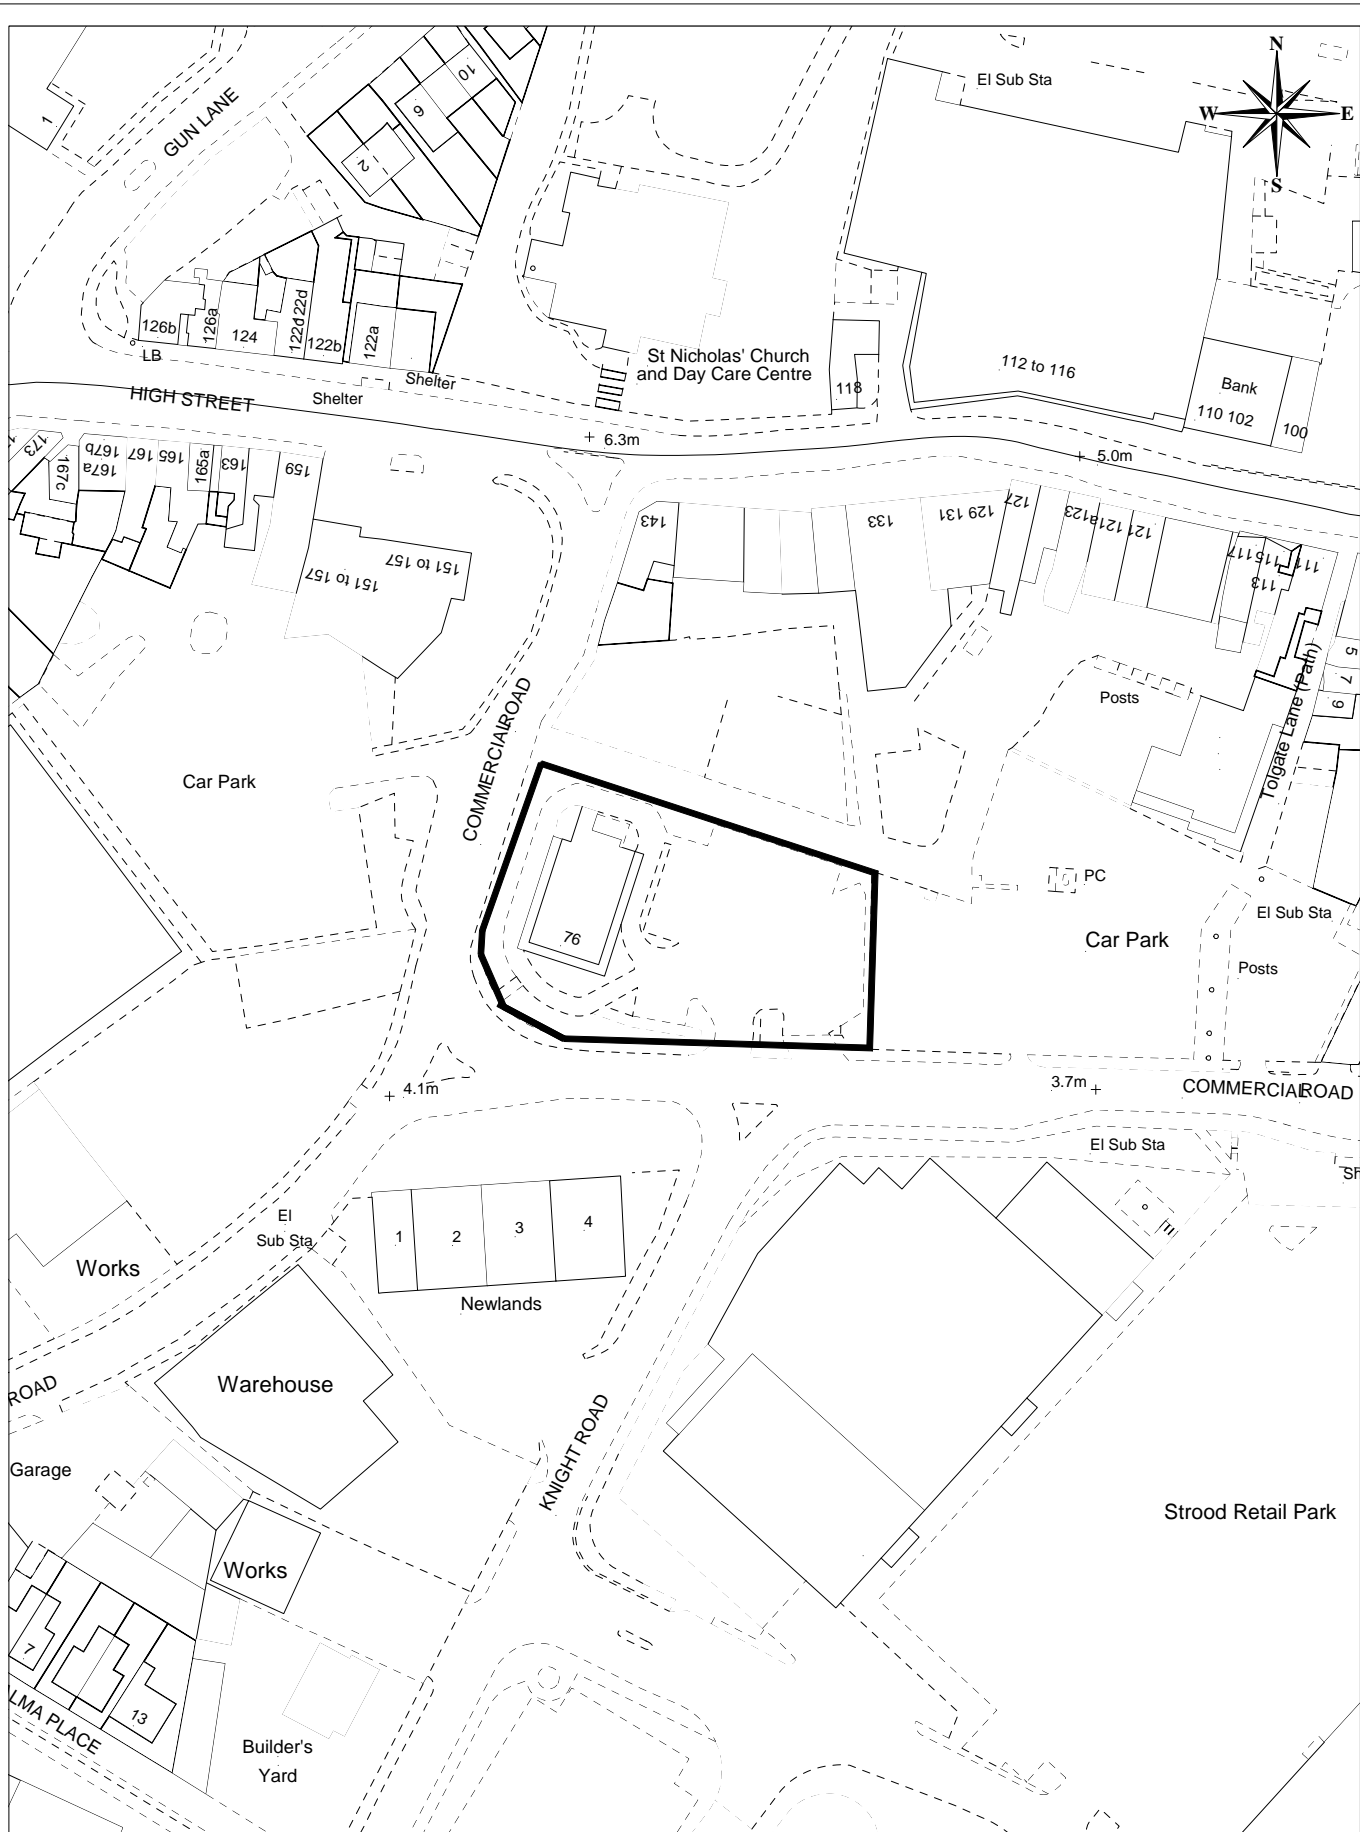 N
W
E
S
El Sub Sta
GUN LANE
1
10
6
2
126b
126a
124
122d
122d
122b
122a
LB
Shelter
Shelter
HIGH STREET
St Nicholas' Church
and Day Care Centre
118
112 to 116
Bank
110 102
100
6.3m
5.0m
173
167c
167b
167a
167
165
165a
163
159
151 to 157
151 to 157
143
133
129 131
127
123
121a
121
117
115
113
111
5
7
9
Tolgate Lane (Path)
Posts
COMMERCIAL ROAD
Car Park
76
PC
El Sub Sta
Car Park
Posts
4.1m
3.7m
COMMERCIAL ROAD
El Sub Sta
Sh
El
Sub Sta
1
2
3
4
Newlands
Works
Warehouse
ROAD
Garage
KNIGHT ROAD
Strood Retail Park
Works
7
13
LMA PLACE
Builder's
Yard